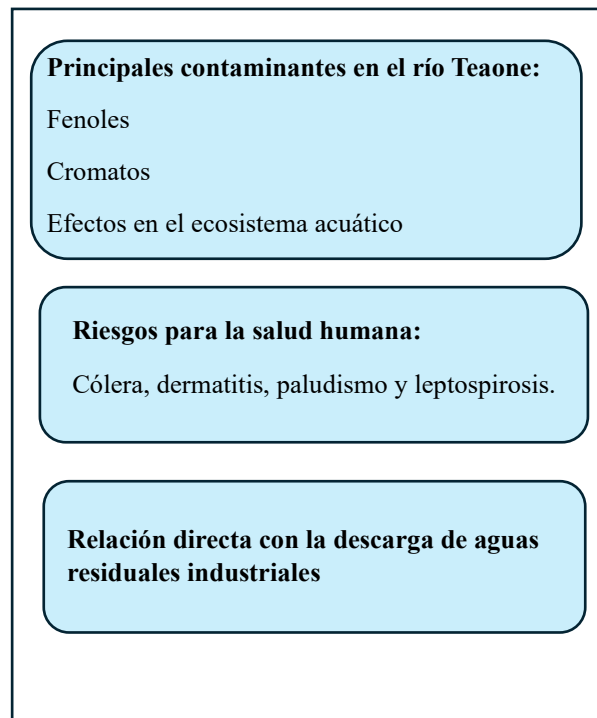 Principales contaminantes en el río Teaone:
Fenoles
Cromatos
Efectos en el ecosistema acuático
Riesgos para la salud humana:
Cólera, dermatitis, paludismo y leptospirosis.
Relación directa con la descarga de aguas
residuales industriales